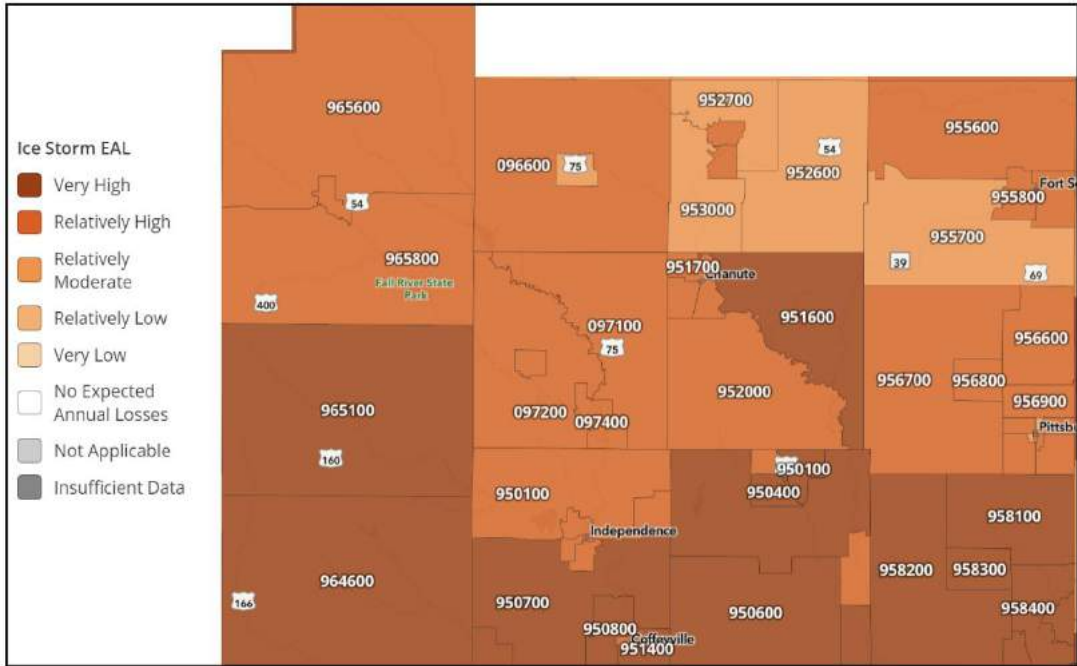 Ice Storm EAL
Very High
Relatively High
Relatively
Moderate
Relatively Low
Very Low
No Expected
Annual Losses
Not Applicable
Insufficient Data
965600
54
965800
Fall River State
Park
400
965100
160
964600
166
096600
75
097100
75
097200
097400
950100
Independence
950700
950800
951400
Coffeyville
952700
54
952600
953000
951700
Chanute
951600
952000
950100
950400
950600
955600
955800
Fort Sc
955700
39
69
956600
956700
956800
956900
Pittsbu
958100
958200
958300
958400